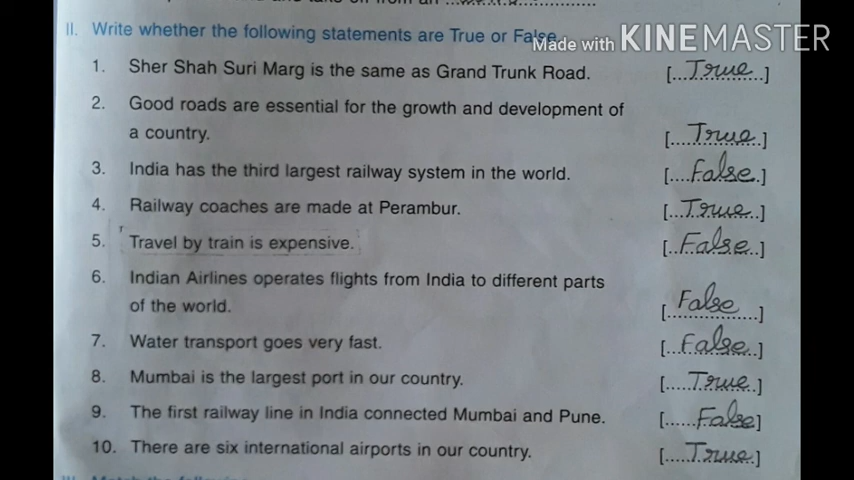 II. Write whether the following statements are True or False.
Made with KINEMASTER
1. Sher Shah Suri Marg is the same as Grand Trunk Road. [...True...]
2. Good roads are essential for the growth and development of
a country. [...True...]
3. India has the third largest railway system in the world. [...False...]
4. Railway coaches are made at Perambur. [...True...]
5. Travel by train is expensive. [...False...]
6. Indian Airlines operates flights from India to different parts
of the world. [...False...]
7. Water transport goes very fast. [...False...]
8. Mumbai is the largest port in our country. [...True...]
9. The first railway line in India connected Mumbai and Pune. [...False]
10. There are six international airports in our country. [...True...]